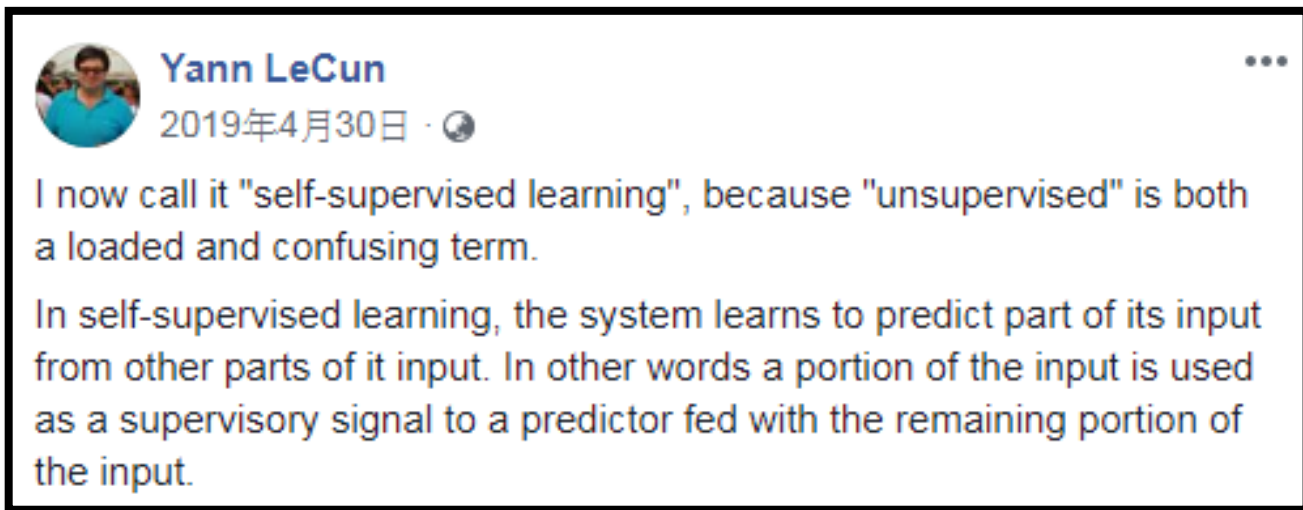 Yann LeCun
2019年4月30日 ·
I now call it "self-supervised learning", because "unsupervised" is both
a loaded and confusing term.
In self-supervised learning, the system learns to predict part of its input
from other parts of it input. In other words a portion of the input is used
as a supervisory signal to a predictor fed with the remaining portion of
the input.